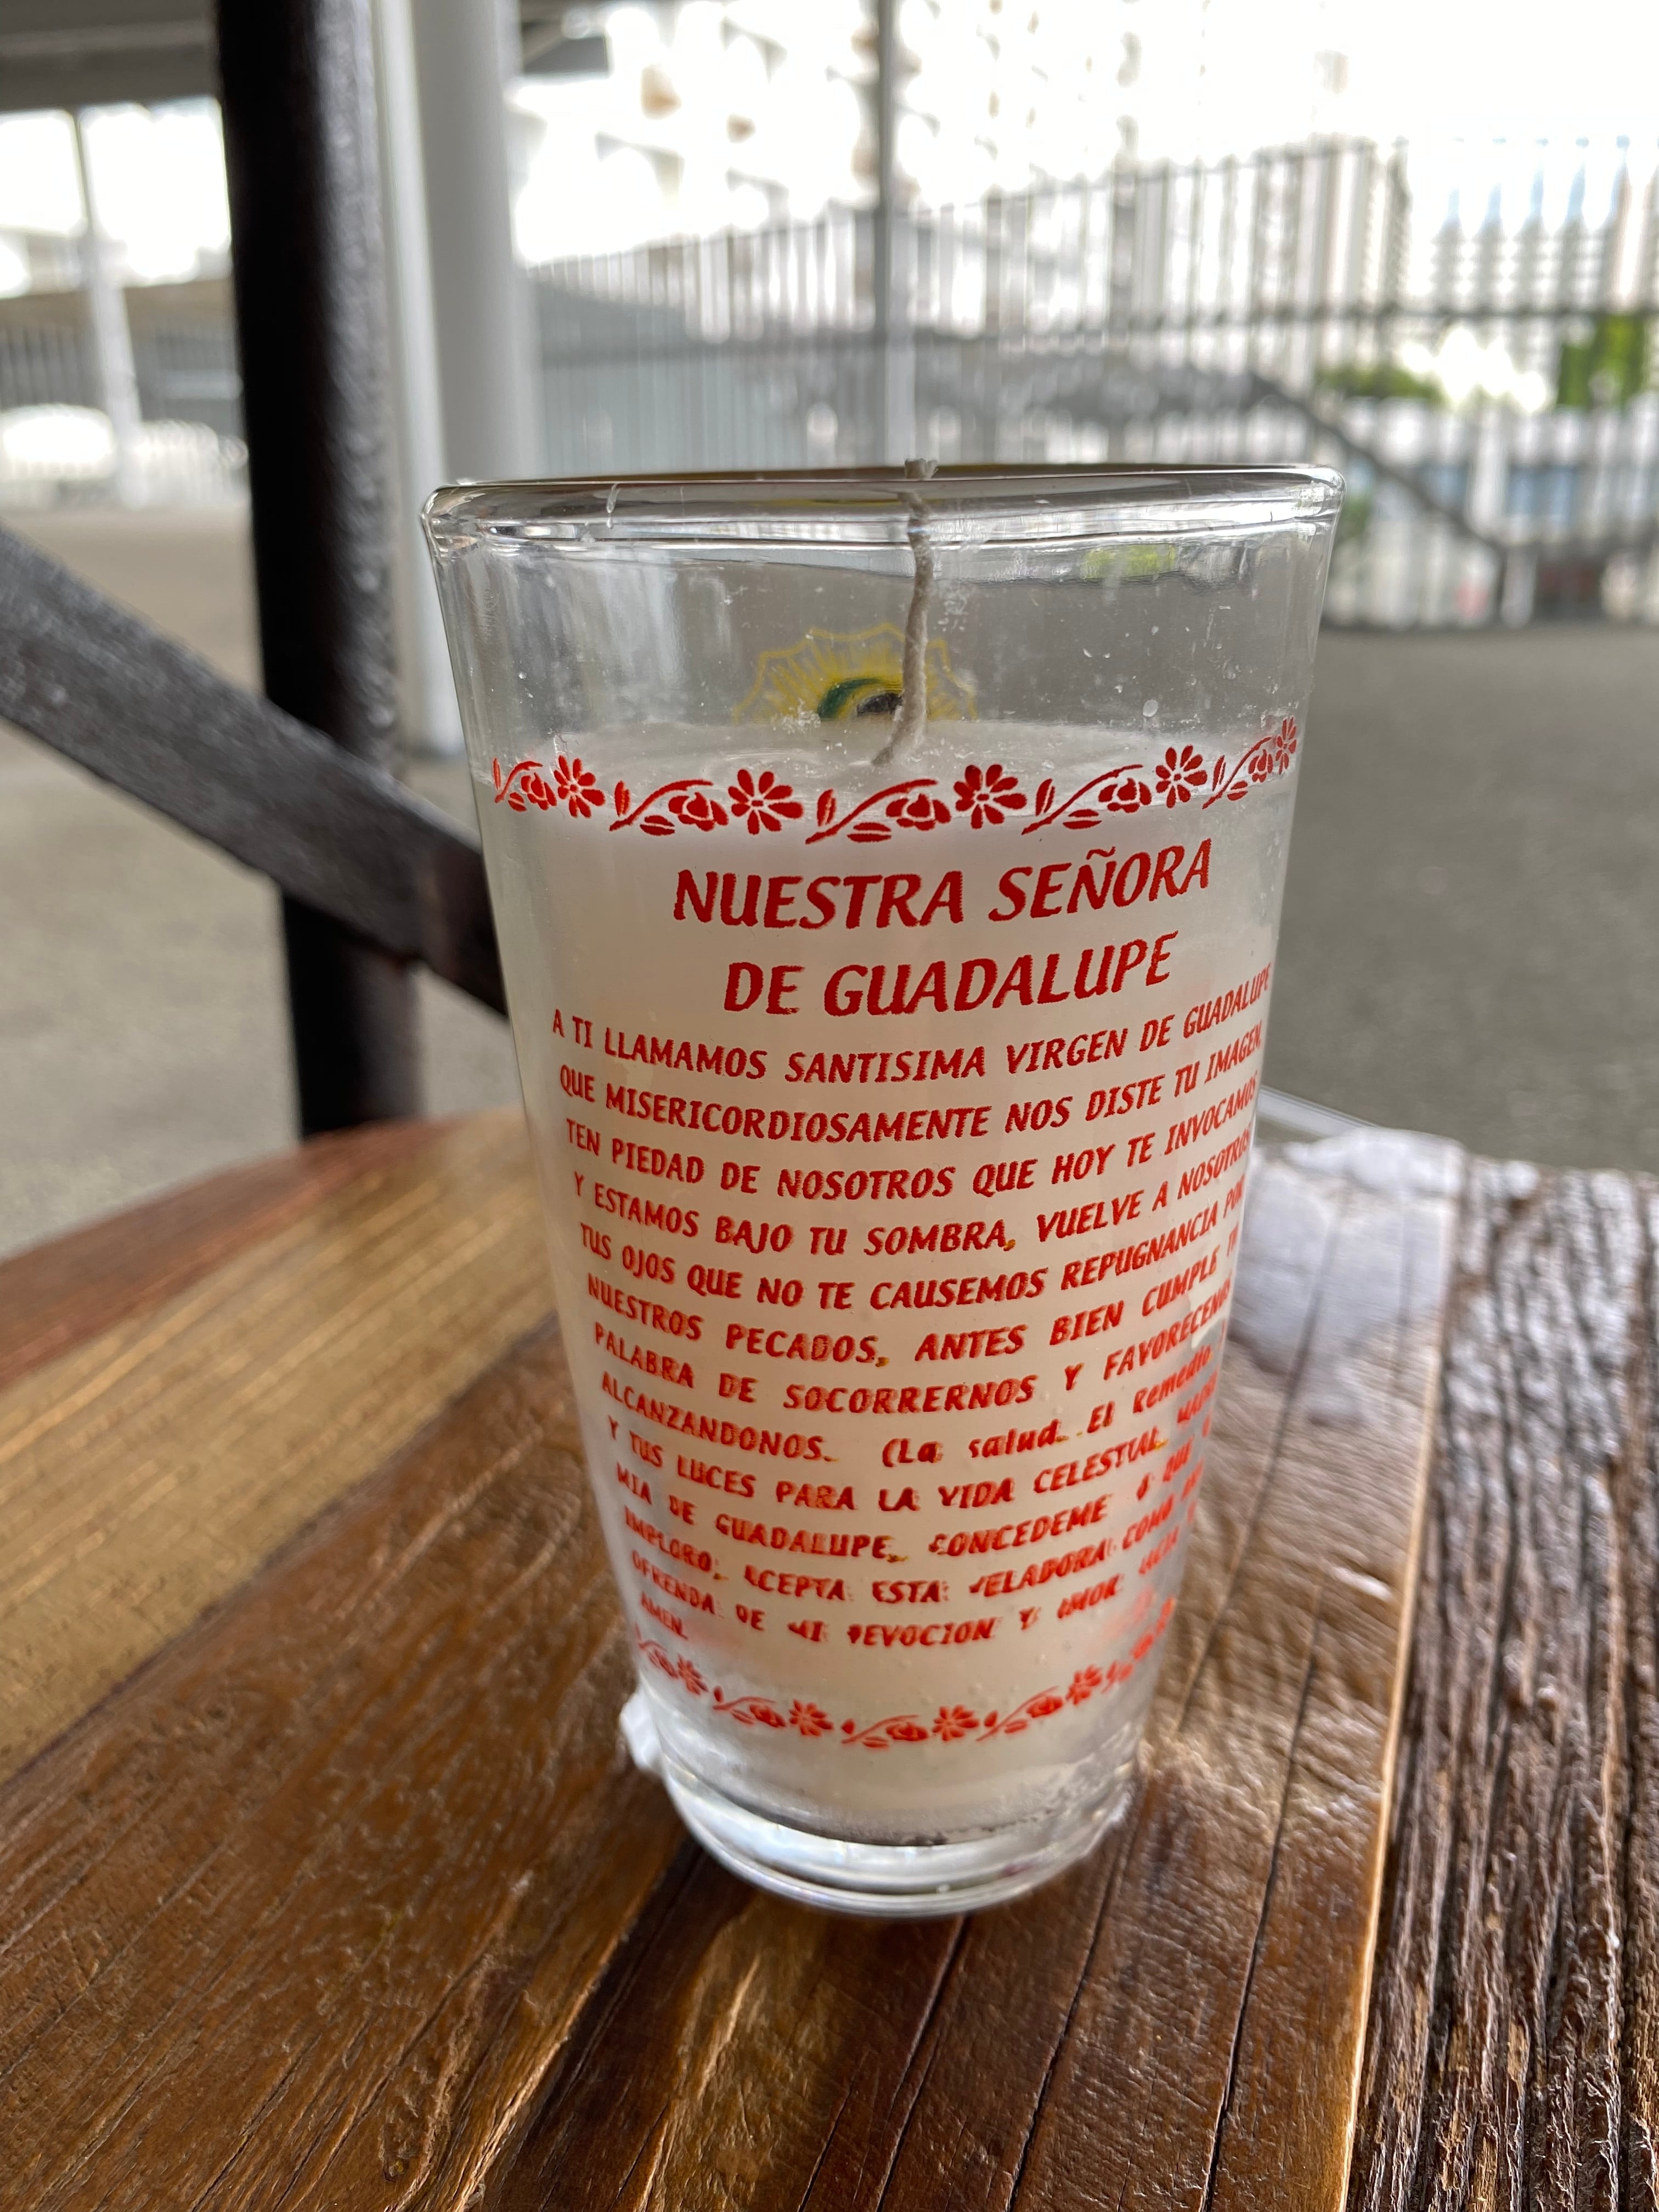 NUESTRA SEÑORA
DE GUADALUPE
A TI LLAMAMOS SANTISIMA VIRGEN DE GUADALUPE
QUE MISERICORDIOSAMENTE NOS DISTE TU IMAGEN,
TEN PIEDAD DE NOSOTROS QUE HOY TE INVOCAMOS
Y ESTAMOS BAJO TU SOMBRA, VUELVE A NOSOTROS
TUS OJOS QUE NO TE CAUSEMOS REPUGNANCIA POR
NUESTROS PECADOS, ANTES BIEN CUMPLE TU
PALABRA DE SOCORRERNOS Y FAVORECERNOS
ALCANZANDONOS. (La salud. El Remedio
Y TUS LUCES PARA LA VIDA CELESTIAL. MADRE
MIA DE GUADALUPE, CONCEDEME QUE
IMPLORO, ACEPTA ESTA VELADORA COMO
OFRENDA DE MI DEVOCION Y AMOR
AMEN.